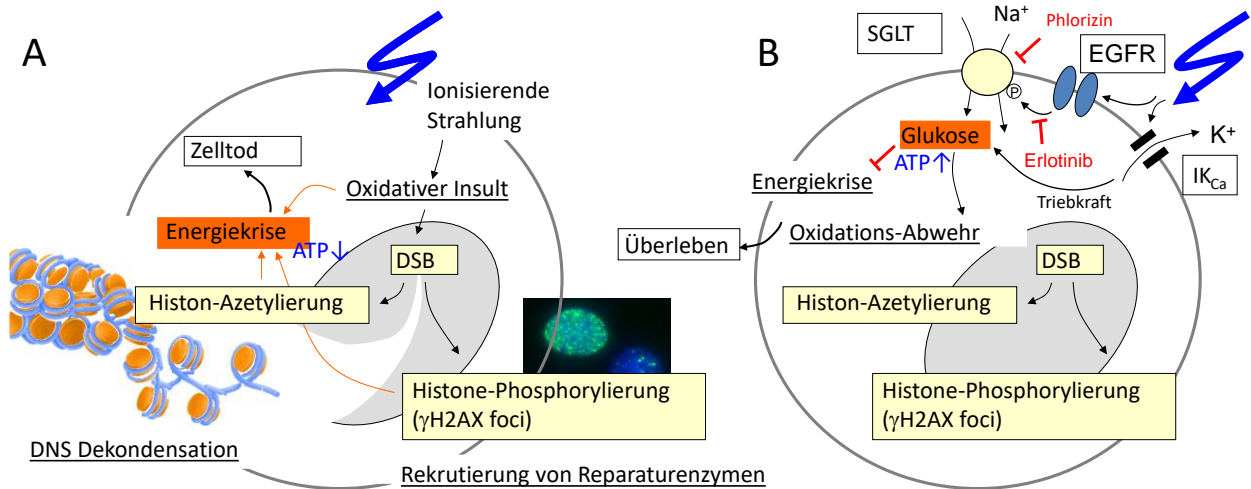 A
Ionisierende
Strahlung
Zelltod
Oxidativer Insult
Energiekrise
ATP↓
DSB
Histon-Azetylierung
Histone-Phosphorylierung
(γH2AX foci)
DNS Dekondensation
Rekrutierung von Reparaturenzymen
B
SGLT
Na⁺
Phlorizin
EGFR
P
Glukose
ATP↑
Erlotinib
K⁺
IK_Ca
Energiekrise
Triebkraft
Überleben
Oxidations-Abwehr
DSB
Histon-Azetylierung
Histone-Phosphorylierung
(γH2AX foci)